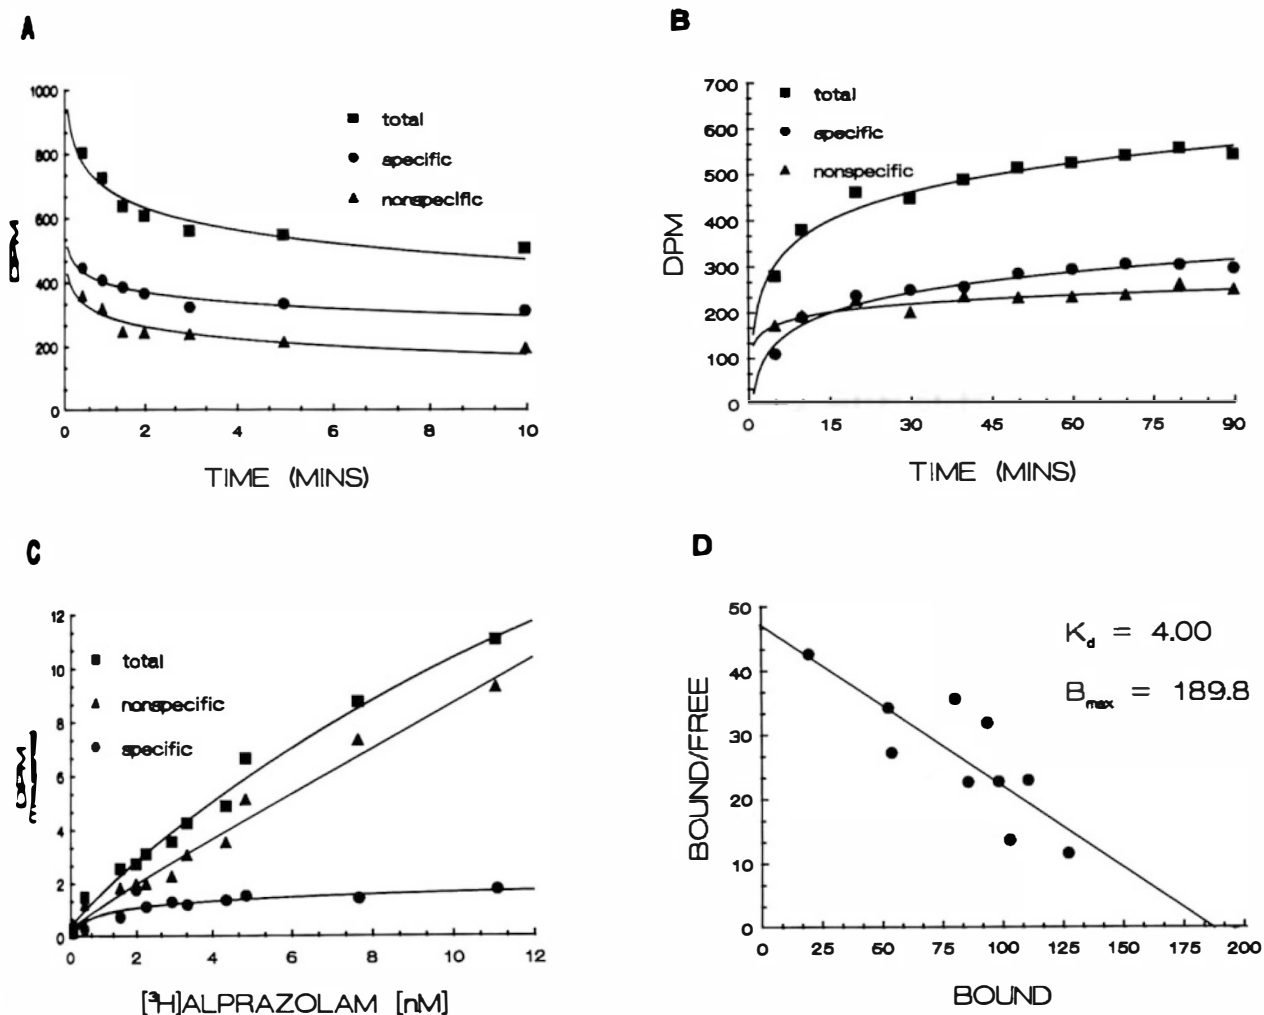 A
1000
800
600
400
200
0
DPM
total
specific
nonspecific
0 2 4 6 8 10
TIME (MINS)
B
700
600
500
400
300
200
100
0
DPM
total
specific
nonspecific
0 15 30 45 60 75 90
TIME (MINS)
C
12
10
8
6
4
2
0
DPM
total
nonspecific
specific
0 2 4 6 8 10 12
[³H]ALPRAZOLAM [nM]
D
50
40
30
20
10
0
BOUND/FREE
K_d = 4.00
B_max = 189.8
0 25 50 75 100 125 150 175 200
BOUND